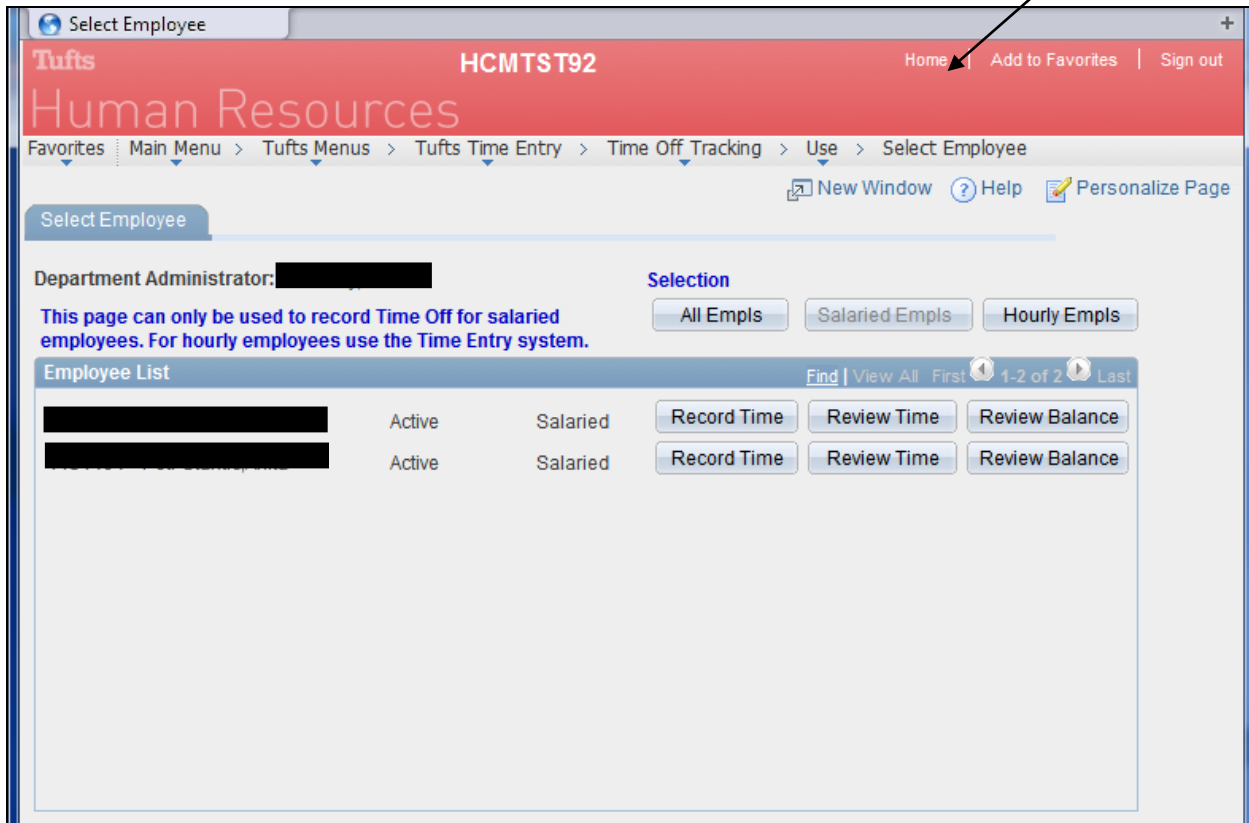 Select Employee +
Tufts HCMTST92 Home | Add to Favorites | Sign out
Human Resources
Favorites Main Menu > Tufts Menus > Tufts Time Entry > Time Off Tracking > Use > Select Employee
New Window ? Help Personalize Page
Select Employee
Department Administrator: Selection
This page can only be used to record Time Off for salaried All Empls Salaried Empls Hourly Empls
employees. For hourly employees use the Time Entry system.
Employee List Find | View All First 1-2 of 2 Last
Active Salaried Record Time Review Time Review Balance
Active Salaried Record Time Review Time Review Balance